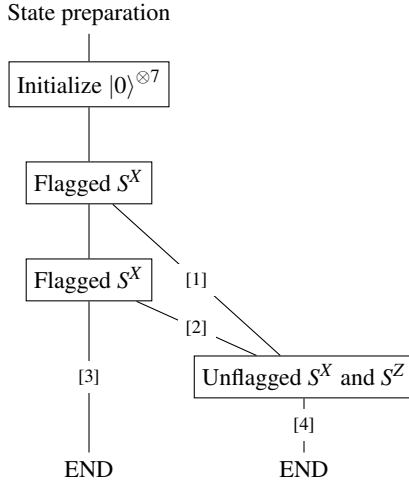 State preparation
Initialize |0⟩^⊗7
Flagged S^X
[1]
Flagged S^X
[2]
Unflagged S^X and S^Z
[3]
[4]
END
END